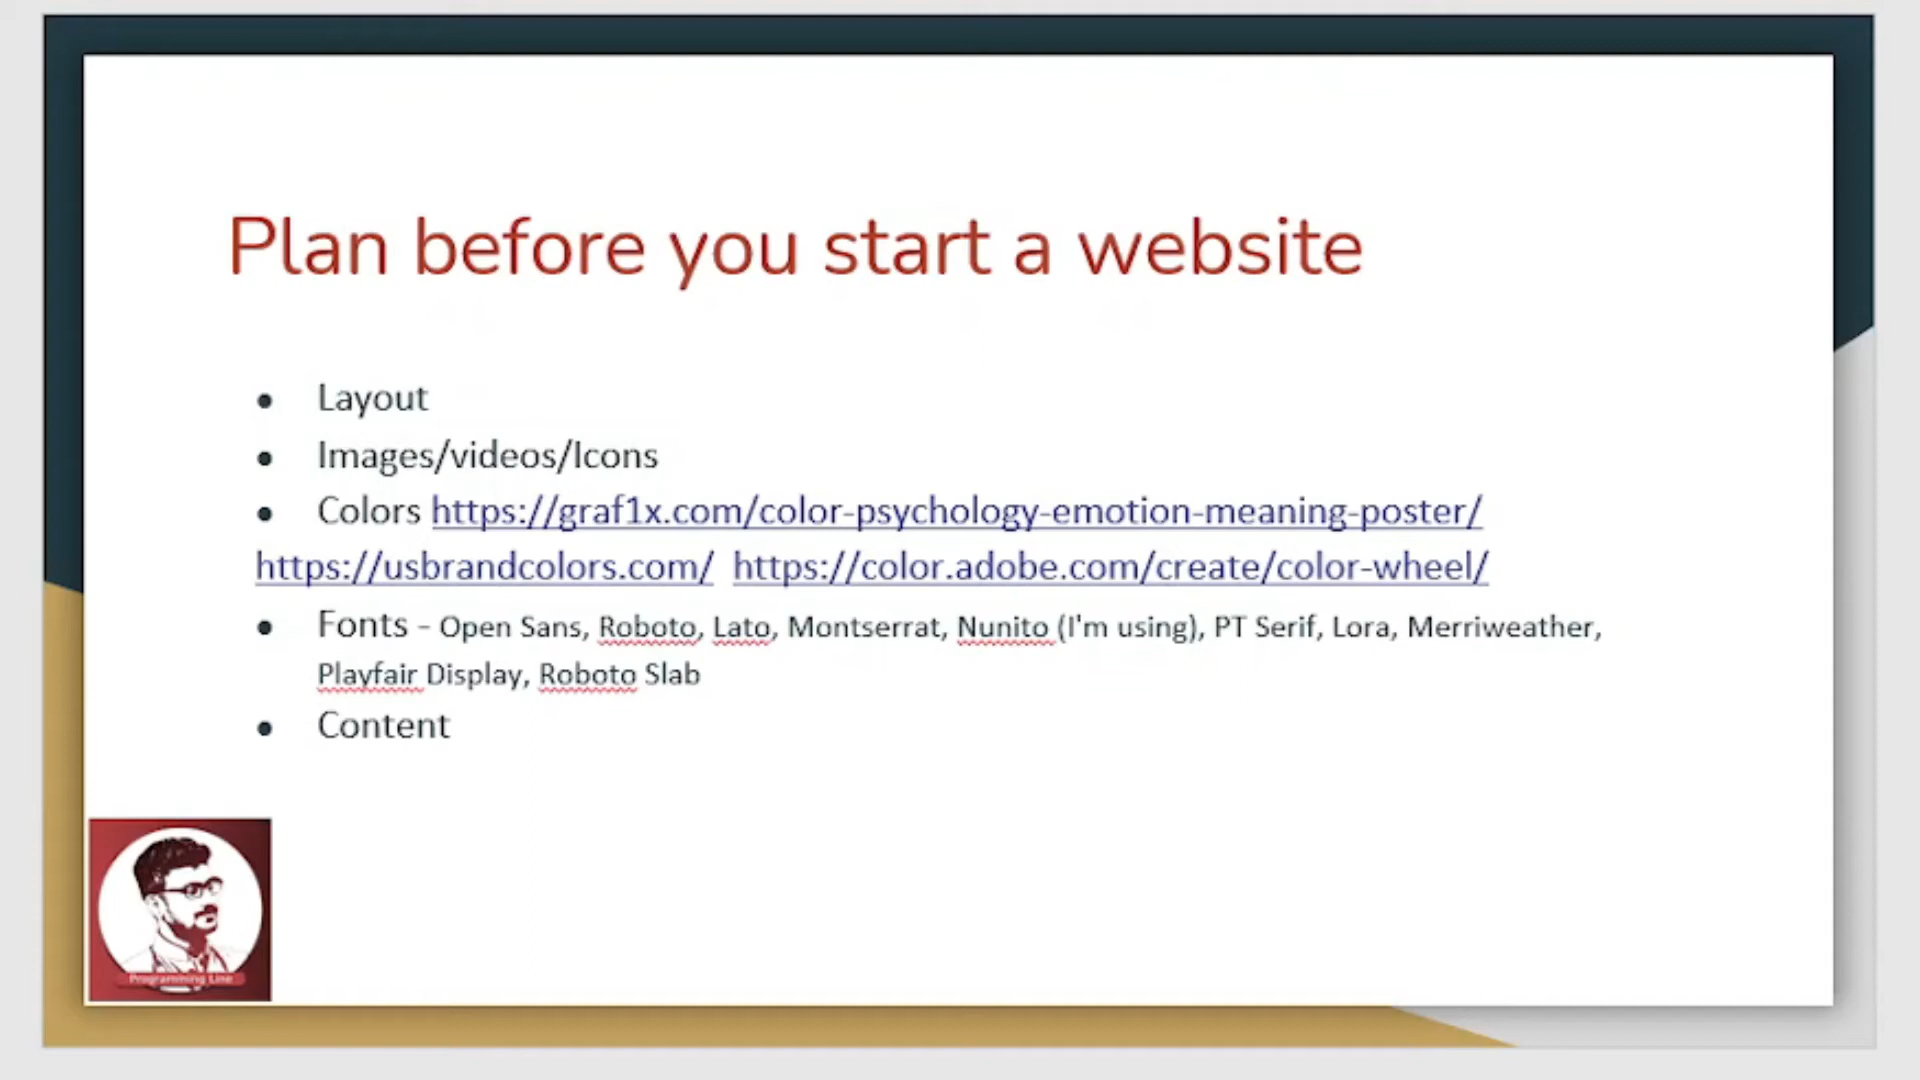 Plan before you start a website
● Layout
● Images/videos/Icons
● Colors https://graf1x.com/color-psychology-emotion-meaning-poster/
https://usbrandcolors.com/ https://color.adobe.com/create/color-wheel/
● Fonts - Open Sans, Roboto, Lato, Montserrat, Nunito (I'm using), PT Serif, Lora, Merriweather,
Playfair Display, Roboto Slab
● Content
Programming Line